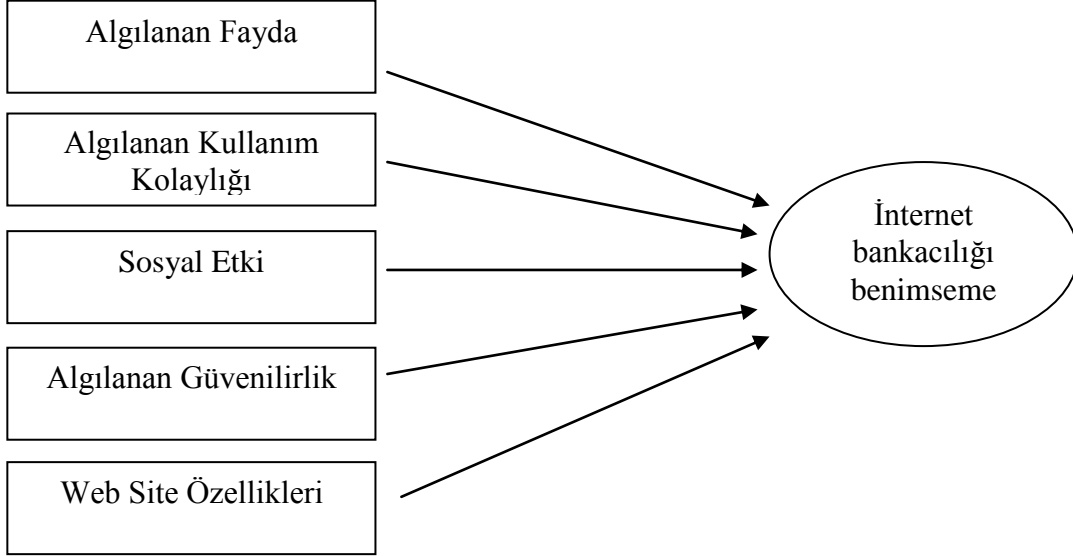 Algılanan Fayda
Algılanan Kullanım
Kolaylığı
Sosyal Etki
Algılanan Güvenilirlik
Web Site Özellikleri
İnternet
bankacılığı
benimseme